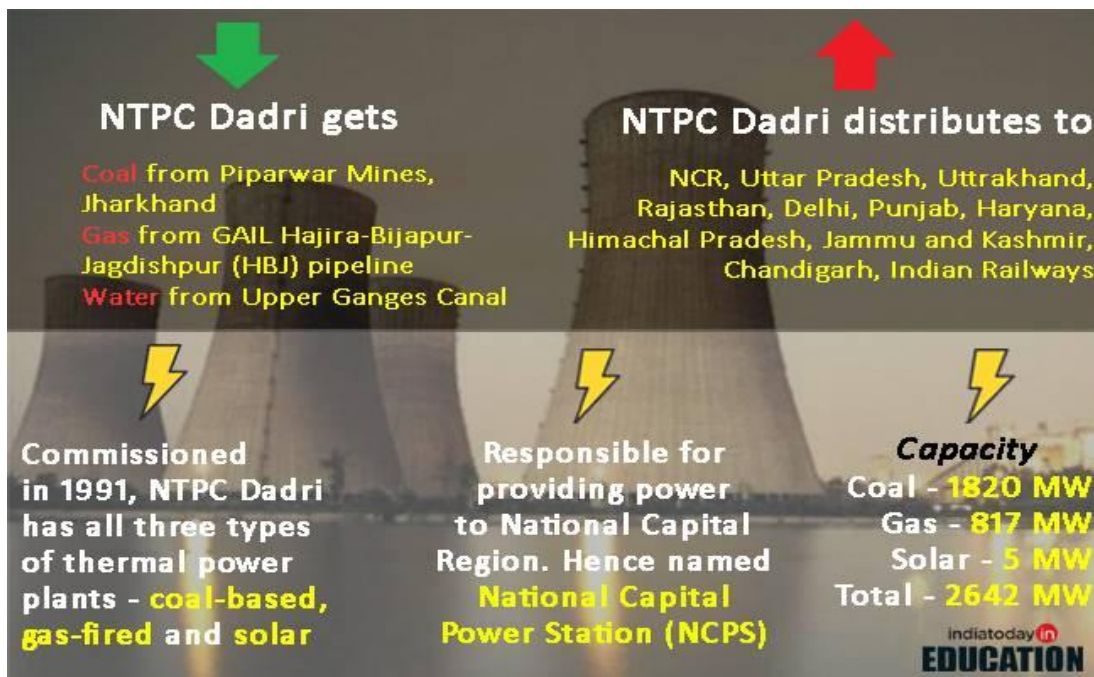 NTPC Dadri gets
Coal from Piparwar Mines,
Jharkhand
Gas from GAIL Hajira-Bijapur-
Jagdishpur (HBJ) pipeline
Water from Upper Ganges Canal
NTPC Dadri distributes to
NCR, Uttar Pradesh, Uttrakhand,
Rajasthan, Delhi, Punjab, Haryana,
Himachal Pradesh, Jammu and Kashmir,
Chandigarh, Indian Railways
Commissioned
in 1991, NTPC Dadri
has all three types
of thermal power
plants - coal-based,
gas-fired and solar
Responsible for
providing power
to National Capital
Region. Hence named
National Capital
Power Station (NCPS)
Capacity
Coal - 1820 MW
Gas - 817 MW
Solar - 5 MW
Total - 2642 MW
indiatoday in
EDUCATION